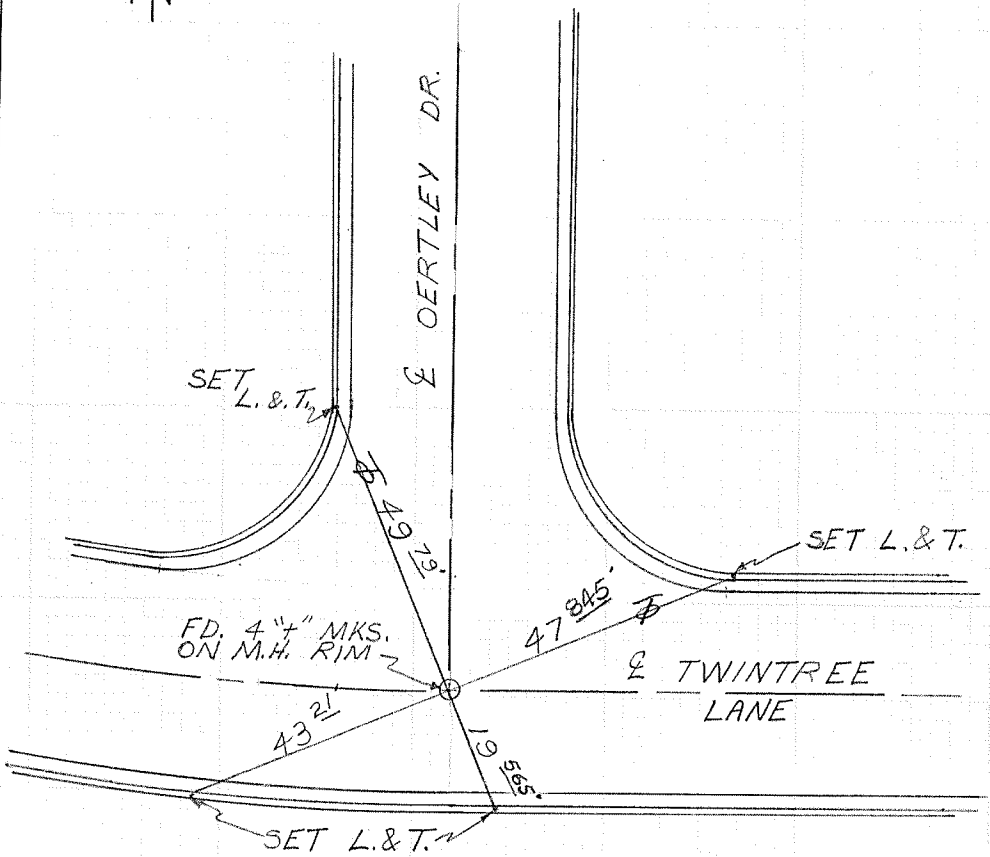 ℄ OERTLEY DR.
SET
L. & T.
49 79'
SET L. & T.
47 845'
FD. 4 "+" MKS.
ON M.H. RIM
℄ TWINTREE
LANE
43 21'
19 565'
SET L. & T.